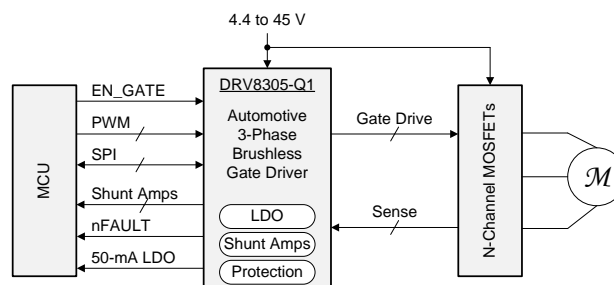 4.4 to 45 V
DRV8305-Q1
Automotive
3-Phase
Brushless
Gate Driver
LDO
Shunt Amps
Protection
MCU
EN_GATE
PWM
SPI
Shunt Amps
nFAULT
50-mA LDO
Gate Drive
Sense
N-Channel MOSFETs
M